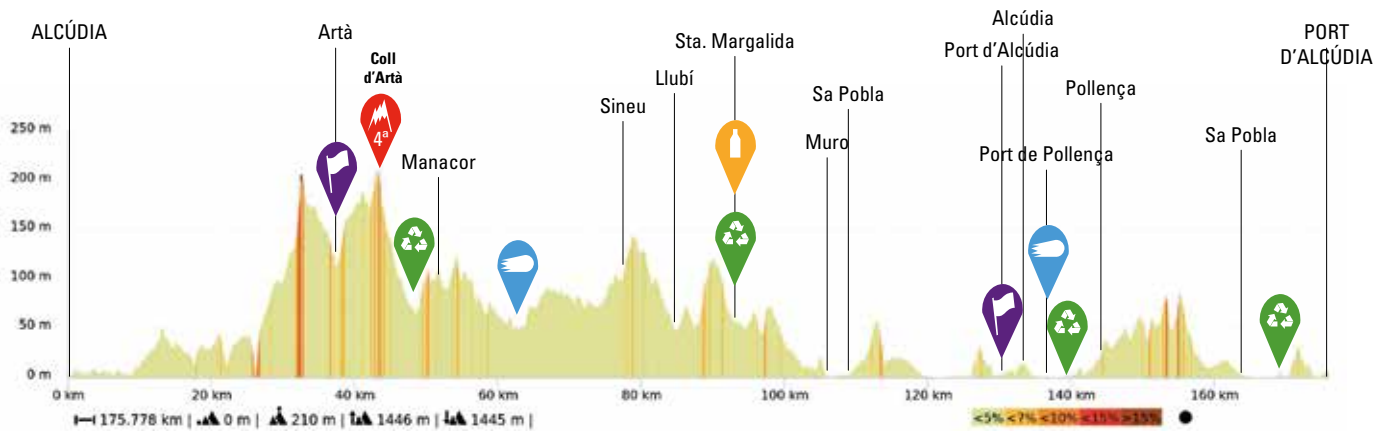 ALCÚDIA
Artà
Coll
d'Artà
4ª
Manacor
Sineu
Llubí
Sta. Margalida
Muro
Sa Pobla
Port d'Alcúdia
Alcúdia
Port de Pollença
Pollença
Sa Pobla
PORT
D'ALCÚDIA
250 m
200 m
150 m
100 m
50 m
0 m
0 km 20 km 40 km 60 km 80 km 100 km 120 km 140 km 160 km
175.778 km | 0 m | 210 m | 1446 m | 1445 m |
<5% <7% <10% <15% >15%